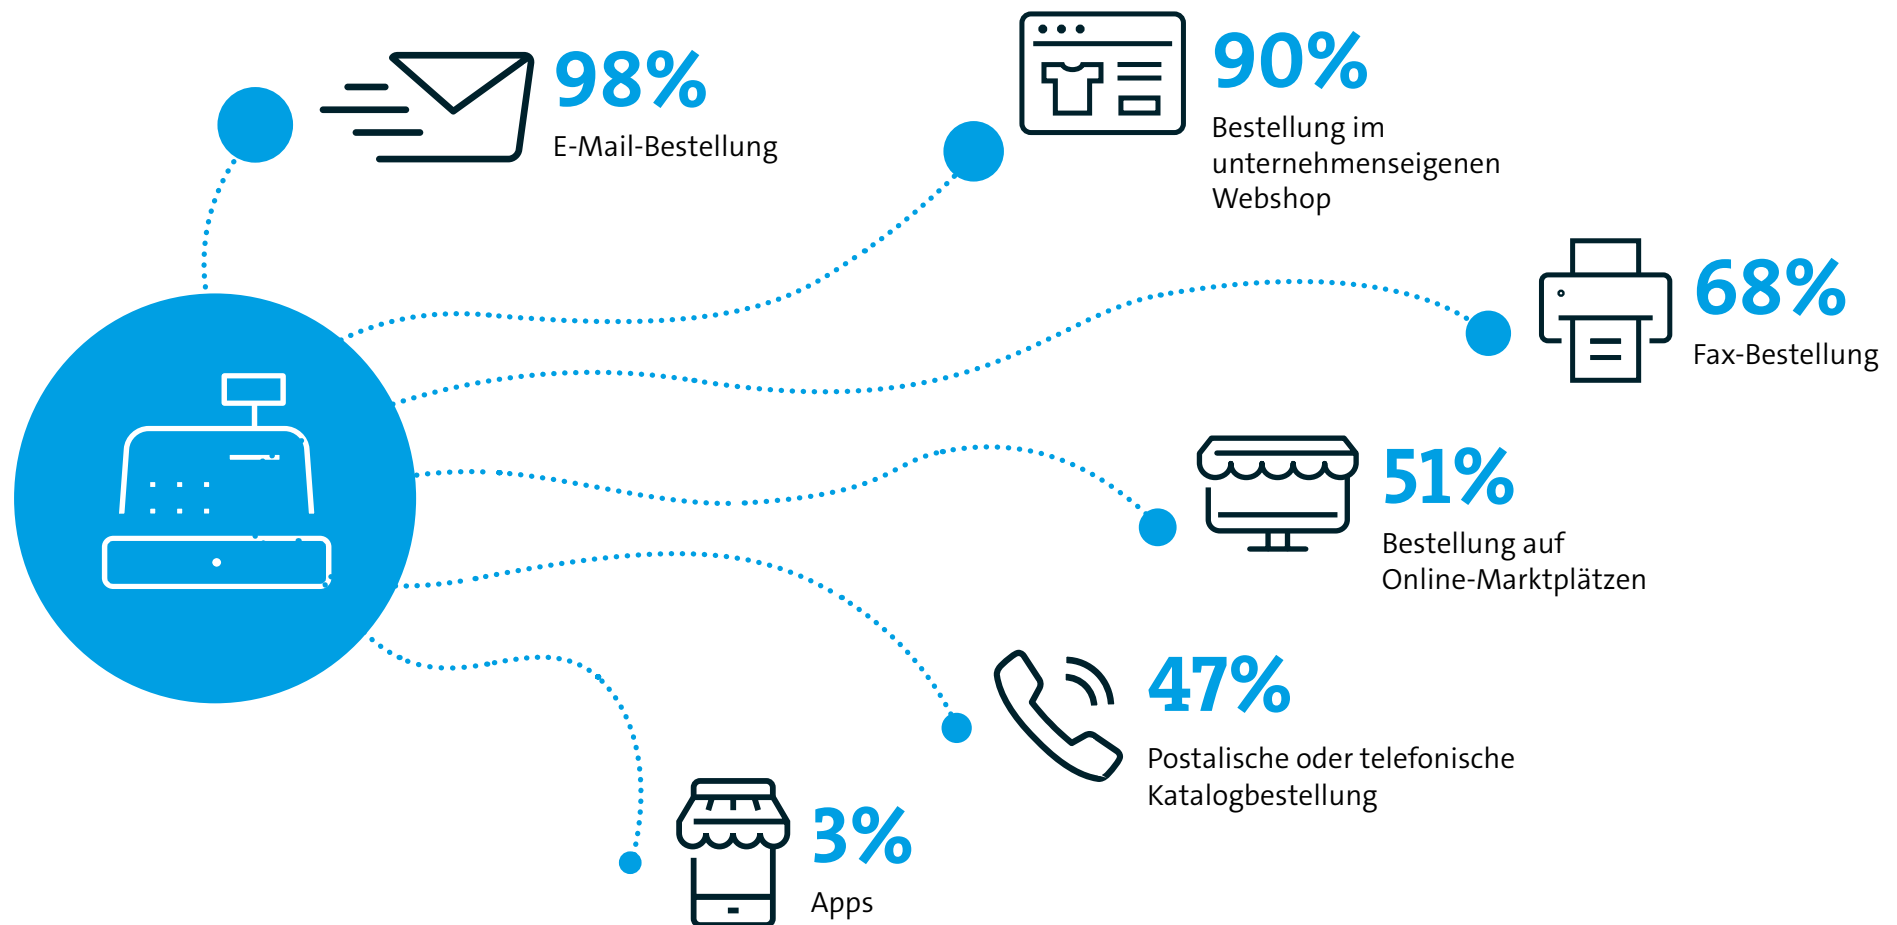 98%
E-Mail-Bestellung
90%
Bestellung im
unternehmenseigenen
Webshop
68%
Fax-Bestellung
51%
Bestellung auf
Online-Marktplätzen
47%
Postalische oder telefonische
Katalogbestellung
3%
Apps